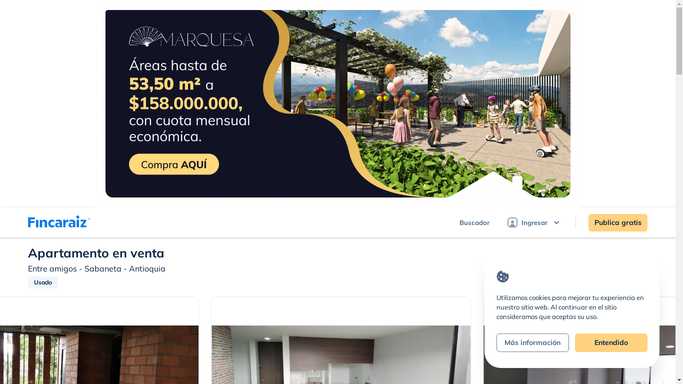 MARQUESA
Áreas hasta de
53,50 m² a
$158.000.000,
con cuota mensual
económica.
Compra AQUÍ
Fincaraiz
Buscador
Ingresar
Publica gratis
Apartamento en venta
Entre amigos - Sabaneta - Antioquia
Usado
Utilizamos cookies para mejorar tu experiencia en
nuestro sitio web. Al continuar en el sitio
consideramos que aceptas su uso.
Más información
Entendido